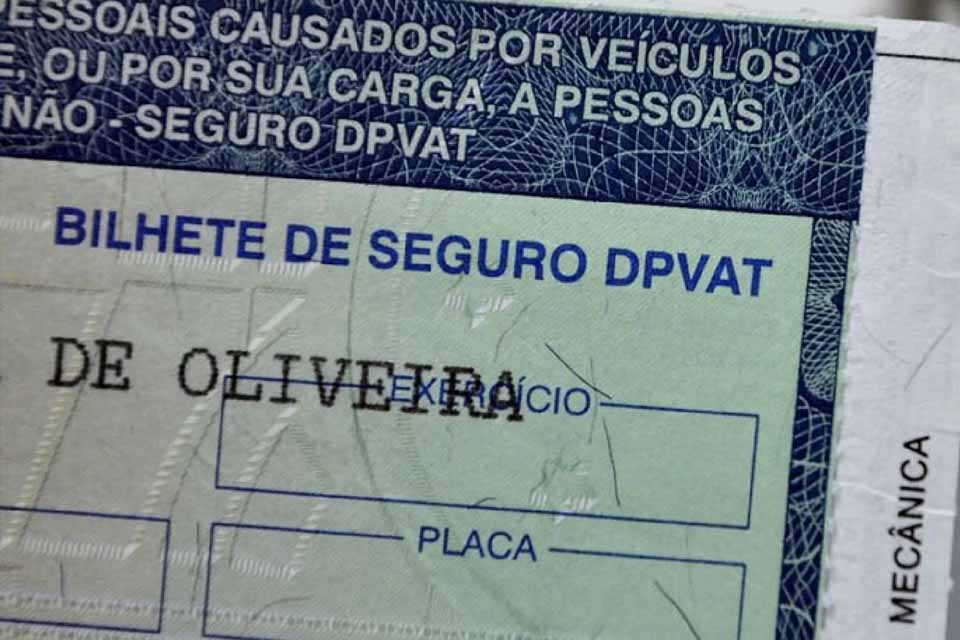 ESSOAIS CAUSADOS POR VEÍCULOS
E, OU POR SUA CARGA, A PESSOAS
NÃO - SEGURO DPVAT
BILHETE DE SEGURO DPVAT
DE OLIVEIRA
EXERCÍCIO
PLACA
MECÂNICA